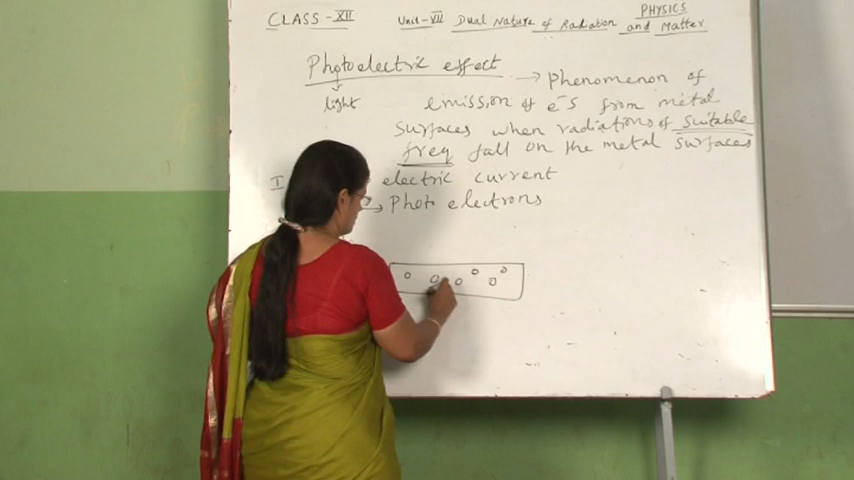 PHYSICS
CLASS - XII Unit-VII Dual Nature of Radiation and Matter
Photoelectric effect → phenomenon of
light emission of e⁻s from metal
surfaces when radiations of suitable
freq fall on the metal surfaces
I electric current
→ Photo electrons